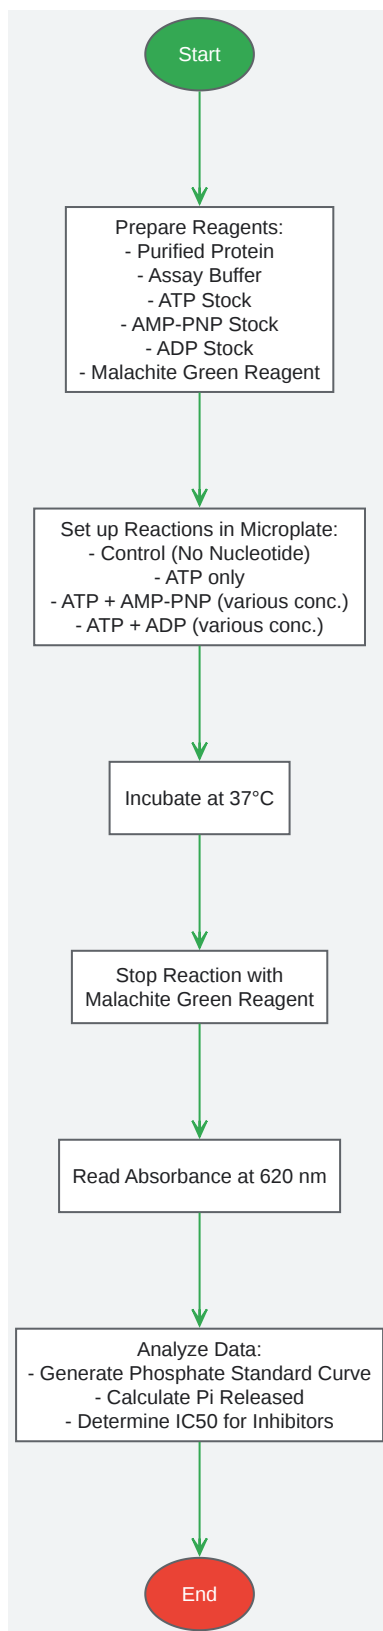 Start
Prepare Reagents:
- Purified Protein
- Assay Buffer
- ATP Stock
- AMP-PNP Stock
- ADP Stock
- Malachite Green Reagent
Set up Reactions in Microplate:
- Control (No Nucleotide)
- ATP only
- ATP + AMP-PNP (various conc.)
- ATP + ADP (various conc.)
Incubate at 37°C
Stop Reaction with
Malachite Green Reagent
Read Absorbance at 620 nm
Analyze Data:
- Generate Phosphate Standard Curve
- Calculate Pi Released
- Determine IC50 for Inhibitors
End